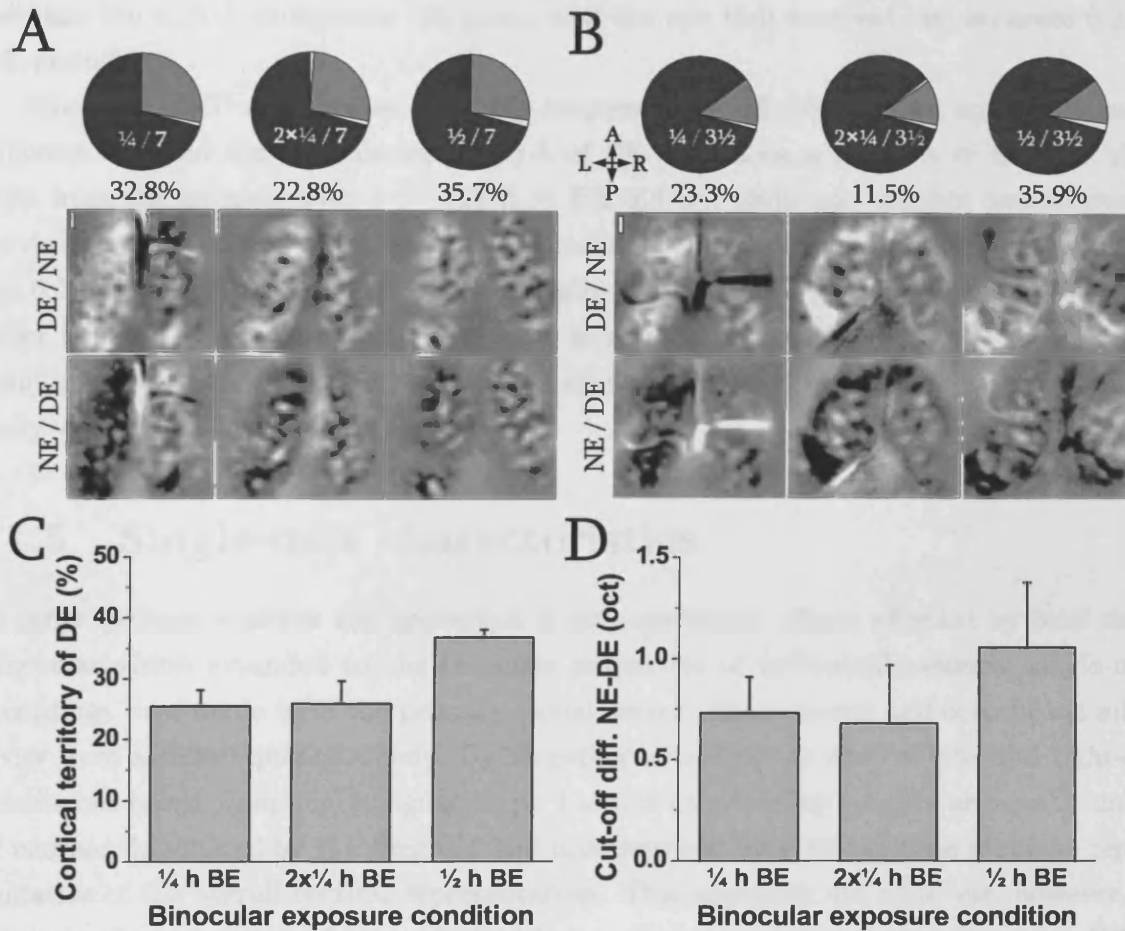 A
B
¼ / 7
2×¼ / 7
½ / 7
¼ / 3½
2×¼ / 3½
½ / 3½
A
L R
P
32.8%
22.8%
35.7%
23.3%
11.5%
35.9%
DE / NE
NE / DE
DE / NE
NE / DE
C
Cortical territory of DE (%)
50
40
30
20
10
0
¼ h BE
2x¼ h BE
½ h BE
Binocular exposure condition
D
Cut-off diff. NE-DE (oct)
1.5
1.0
0.5
0.0
¼ h BE
2x¼ h BE
½ h BE
Binocular exposure condition